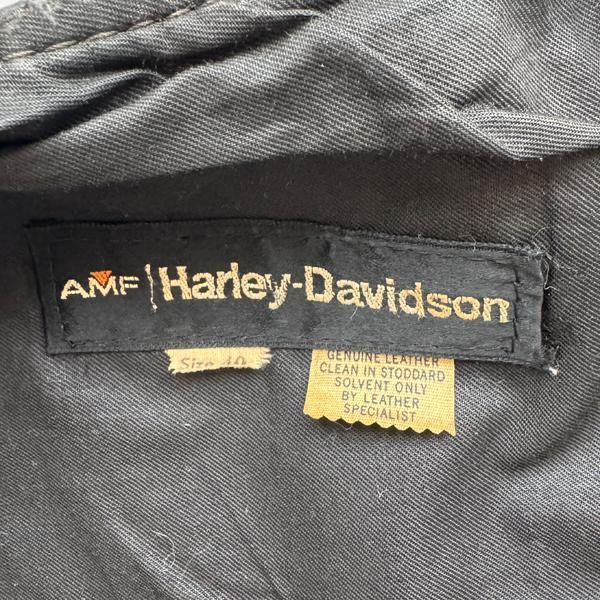 AMF | Harley-Davidson
Size 40
GENUINE LEATHER
CLEAN IN STODDARD
SOLVENT ONLY
BY LEATHER
SPECIALIST